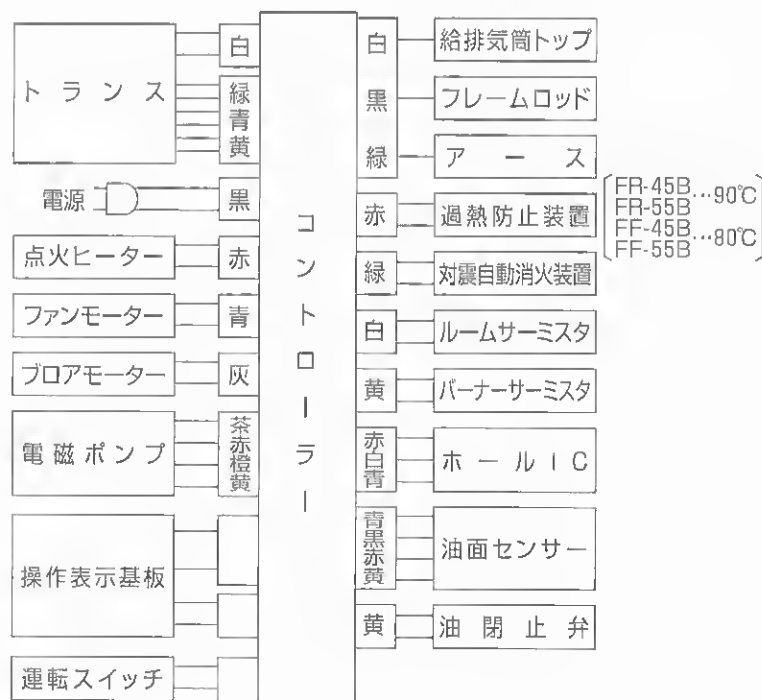 トランス
白
緑
青
黄
電源
黒
点火ヒーター
赤
ファンモーター
青
ブロアモーター
灰
電磁ポンプ
茶
赤
橙
黄
操作表示基板
運転スイッチ
コントローラー
白
給排気筒トップ
黒
フレームロッド
緑
アース
赤
過熱防止装置
FR-45B
FR-55B
…90℃
FF-45B
FF-55B
…80℃
緑
対震自動消火装置
白
ルームサーミスタ
黄
バーナーサーミスタ
赤
白
青
ホールIC
青
黒
赤
黄
油面センサー
黄
油閉止弁